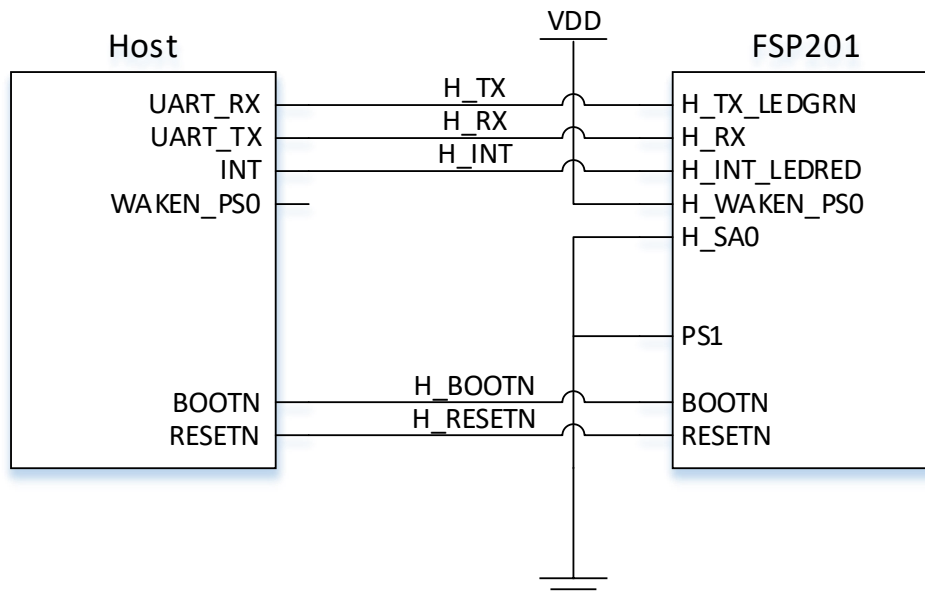 VDD
Host
FSP201
UART_RX
H_TX
H_TX_LEDGRN
UART_TX
H_RX
H_RX
INT
H_INT
H_INT_LEDRED
WAKEN_PS0
H_WAKEN_PS0
H_SA0
PS1
BOOTN
H_BOOTN
BOOTN
RESETN
H_RESETN
RESETN